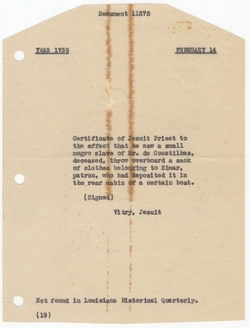 Document 11275
YEAR 1739 FEBRUARY 14
Certificate of Jesuit Priest to
the effect that he saw a small
negro slave of Mr. de Coustilhas,
deceased, throw overboard a sack
of clothes belonging to Simar,
patron, who had deposited it in
the rear cabin of a certain boat.
(Signed)
Vitry, Jesuit
Not found in Louisiana Historical Quarterly.
(19)